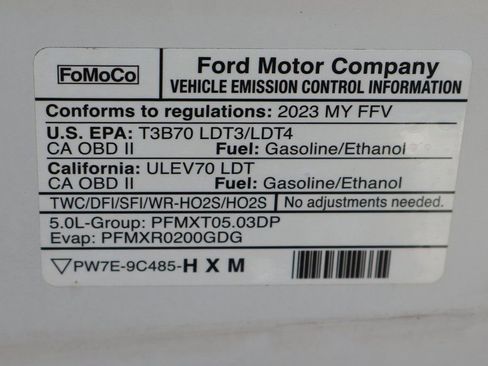 FoMoCo
Ford Motor Company
VEHICLE EMISSION CONTROL INFORMATION
Conforms to regulations: 2023 MY FFV
U.S. EPA: T3B70 LDT3/LDT4
CA OBD II Fuel: Gasoline/Ethanol
California: ULEV70 LDT
CA OBD II Fuel: Gasoline/Ethanol
TWC/DFI/SFI/WR-HO2S/HO2S No adjustments needed.
5.0L-Group: PFMXT05.03DP
Evap: PFMXR0200GDG
PW7E-9C485-H X M